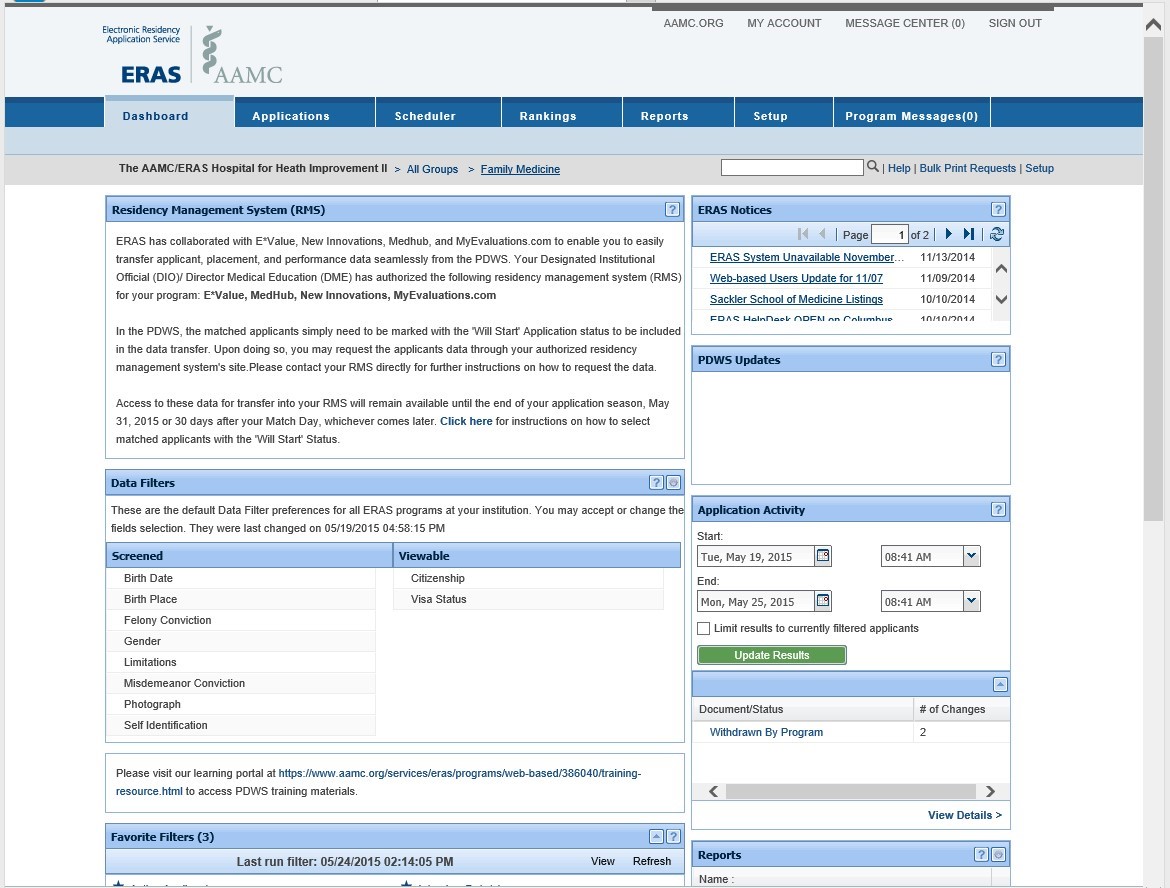 AAMC.ORG MY ACCOUNT MESSAGE CENTER (0) SIGN OUT
Electronic Residency
Application Service
ERAS AAMC
Dashboard Applications Scheduler Rankings Reports Setup Program Messages(0)
The AAMC/ERAS Hospital for Heath Improvement II > All Groups > Family Medicine | Help | Bulk Print Requests | Setup
Residency Management System (RMS) ?
ERAS has collaborated with E*Value, New Innovations, Medhub, and MyEvaluations.com to enable you to easily
transfer applicant, placement, and performance data seamlessly from the PDWS. Your Designated Institutional
Official (DIO)/ Director Medical Education (DME) has authorized the following residency management system (RMS)
for your program: E*Value, MedHub, New Innovations, MyEvaluations.com
In the PDWS, the matched applicants simply need to be marked with the 'Will Start' Application status to be included
in the data transfer. Upon doing so, you may request the applicants data through your authorized residency
management system's site.Please contact your RMS directly for further instructions on how to request the data.
Access to these data for transfer into your RMS will remain available until the end of your application season, May
31, 2015 or 30 days after your Match Day, whichever comes later. Click here for instructions on how to select
matched applicants with the 'Will Start' Status.
Data Filters ?
These are the default Data Filter preferences for all ERAS programs at your institution. You may accept or change the
fields selection. They were last changed on 05/19/2015 04:58:15 PM
Screened Viewable
Birth Date Citizenship
Birth Place Visa Status
Felony Conviction
Gender
Limitations
Misdemeanor Conviction
Photograph
Self Identification
Please visit our learning portal at https://www.aamc.org/services/eras/programs/web-based/386040/training-
resource.html to access PDWS training materials.
Favorite Filters (3) ?
Last run filter: 05/24/2015 02:14:05 PM View Refresh
ERAS Notices ?
Page 1 of 2
ERAS System Unavailable November... 11/13/2014
Web-based Users Update for 11/07 11/09/2014
Sackler School of Medicine Listings 10/10/2014
ERAS HelpDesk OPEN on Columbus 10/10/2014
PDWS Updates ?
Application Activity ?
Start:
Tue, May 19, 2015 08:41 AM
End:
Mon, May 25, 2015 08:41 AM
Limit results to currently filtered applicants
Update Results
Document/Status # of Changes
Withdrawn By Program 2
View Details >
Reports ?
Name :